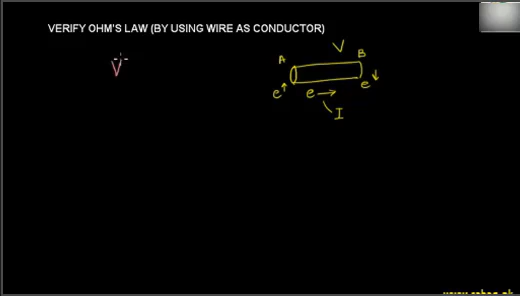 VERIFY OHM'S LAW (BY USING WIRE AS CONDUCTOR)
V
V
A B
e↑ e → e↓
I